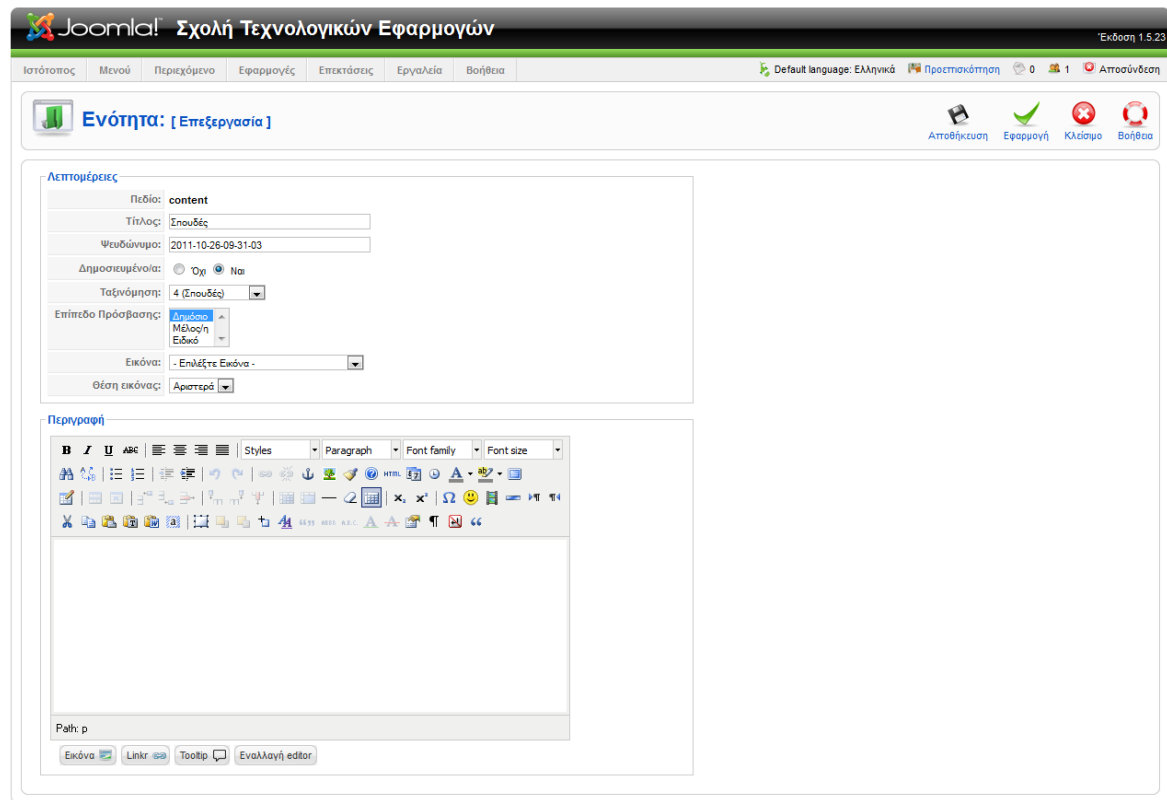 Joomla! Σχολή Τεχνολογικών Εφαρμογών
Έκδοση 1.5.23
Ιστότοπος Μενού Περιεχόμενο Εφαρμογές Επεκτάσεις Εργαλεία Βοήθεια
Default language: Ελληνικά Προεπισκόπηση 0 1 Αποσύνδεση
Ενότητα: [ Επεξεργασία ]
Αποθήκευση Εφαρμογή Κλείσιμο Βοήθεια
Λεπτομέρειες
Πεδίο: content
Τίτλος: Σπουδές
Ψευδώνυμο: 2011-10-26-09-31-03
Δημοσιευμένο/α: Όχι Ναι
Ταξινόμηση: 4 (Σπουδές)
Επίπεδο Πρόσβασης: Δημόσιο
Μέλος/η
Ειδικό
Εικόνα: - Επιλέξτε Εικόνα -
Θέση εικόνας: Αριστερά
Περιγραφή
B I U ABC Styles Paragraph Font family Font size
HTML
Path: p
Εικόνα Linkr Tooltip Εναλλαγή editor